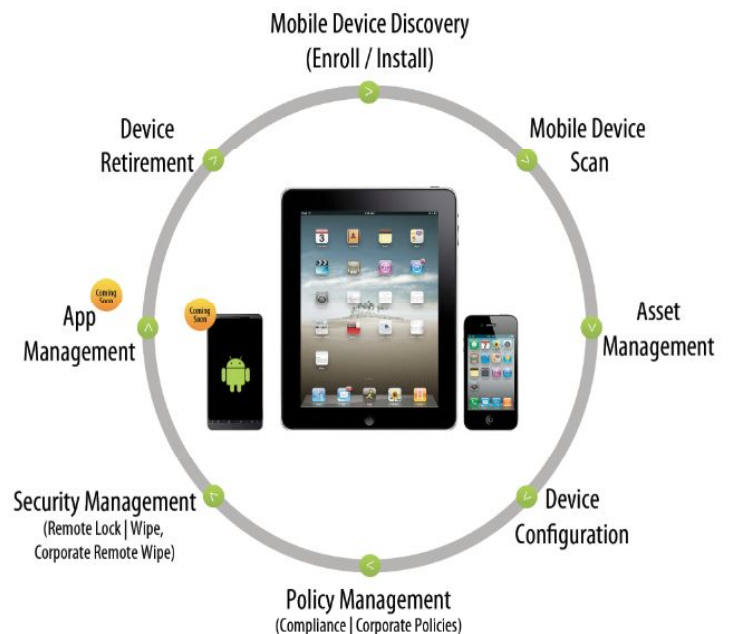 Mobile Device Discovery
(Enroll / Install)
Mobile Device
Scan
Asset
Management
Device
Configuration
Policy Management
(Compliance | Corporate Policies)
Security Management
(Remote Lock | Wipe,
Corporate Remote Wipe)
App
Management
Coming
Soon
Device
Retirement
Coming
Soon
3